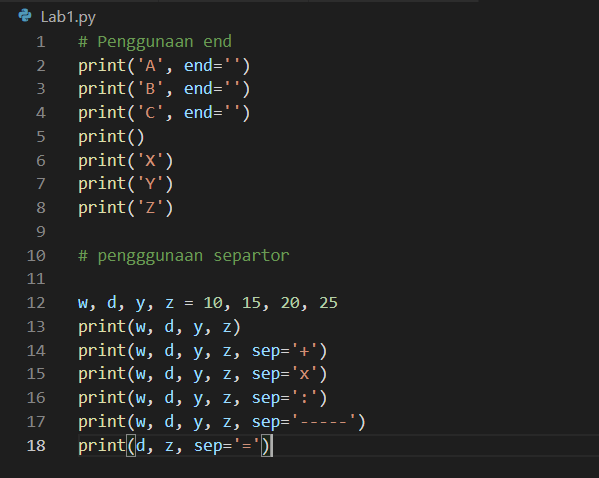 Lab1.py
1 # Penggunaan end
2 print('A', end='')
3 print('B', end='')
4 print('C', end='')
5 print()
6 print('X')
7 print('Y')
8 print('Z')
9
10 # pengggunaan separtor
11
12 w, d, y, z = 10, 15, 20, 25
13 print(w, d, y, z)
14 print(w, d, y, z, sep='+')
15 print(w, d, y, z, sep='x')
16 print(w, d, y, z, sep=':')
17 print(w, d, y, z, sep='-----')
18 print(d, z, sep='=')